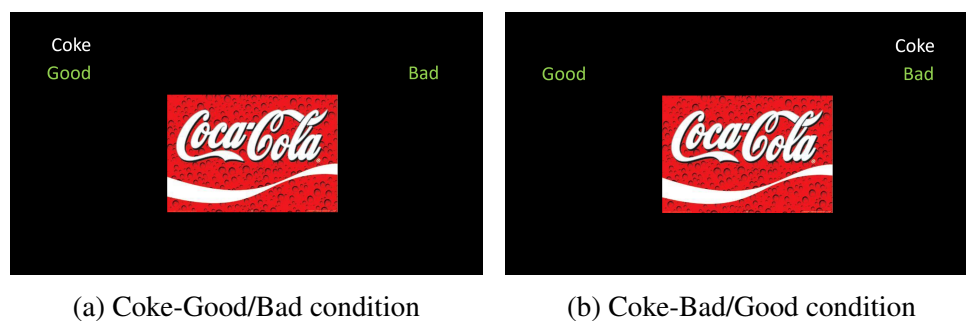 Coke
Good Bad
Coca-Cola
(a) Coke-Good/Bad condition
Coke
Good Bad
Coca-Cola
(b) Coke-Bad/Good condition